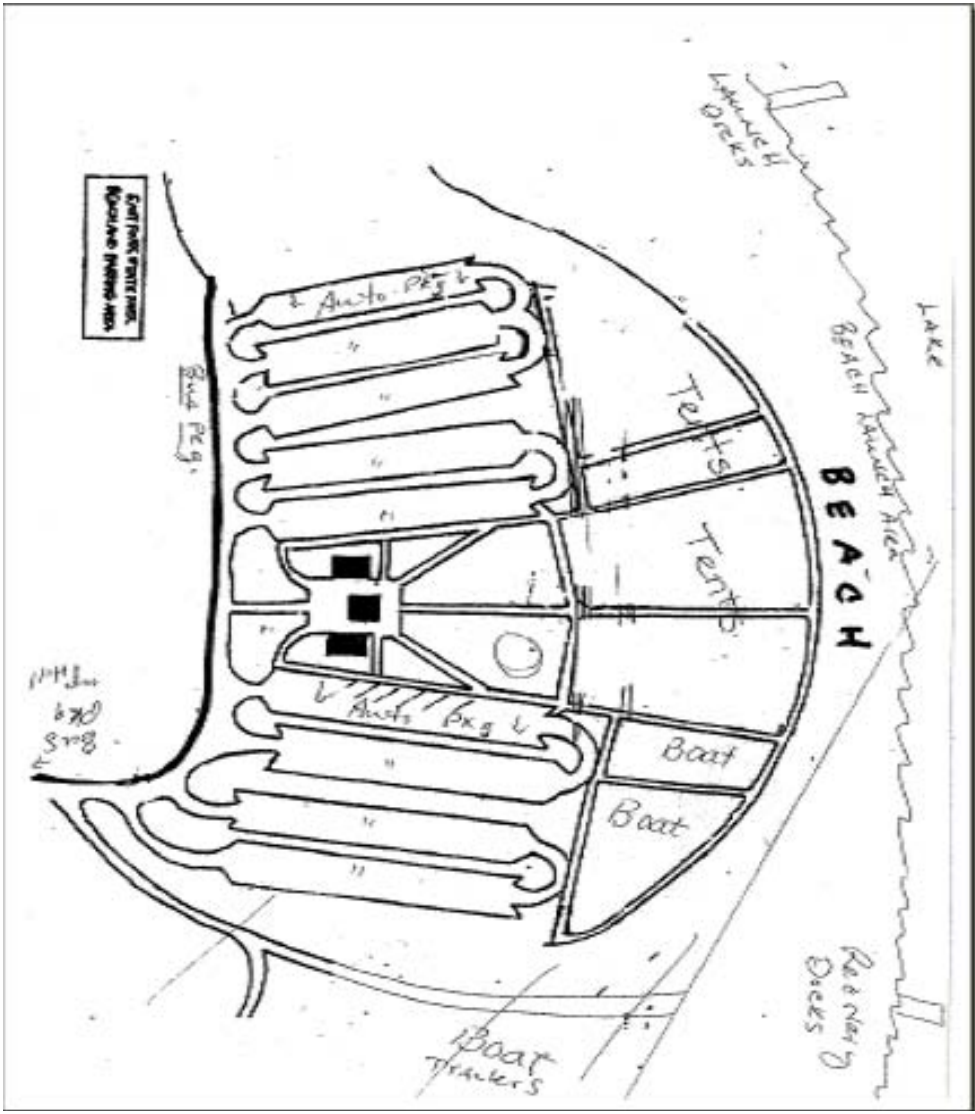 LAUNCH
DOCKS
LAKE
BEACH LAUNCH AREA
BEACH
Tents
Tents
Auto-Pkg
"
"
"
"
"
Bus Pkg.
Bus
Pkg
Auto Pkg
"
"
"
Boat
Boat
DOCKS
Boat
Trailers